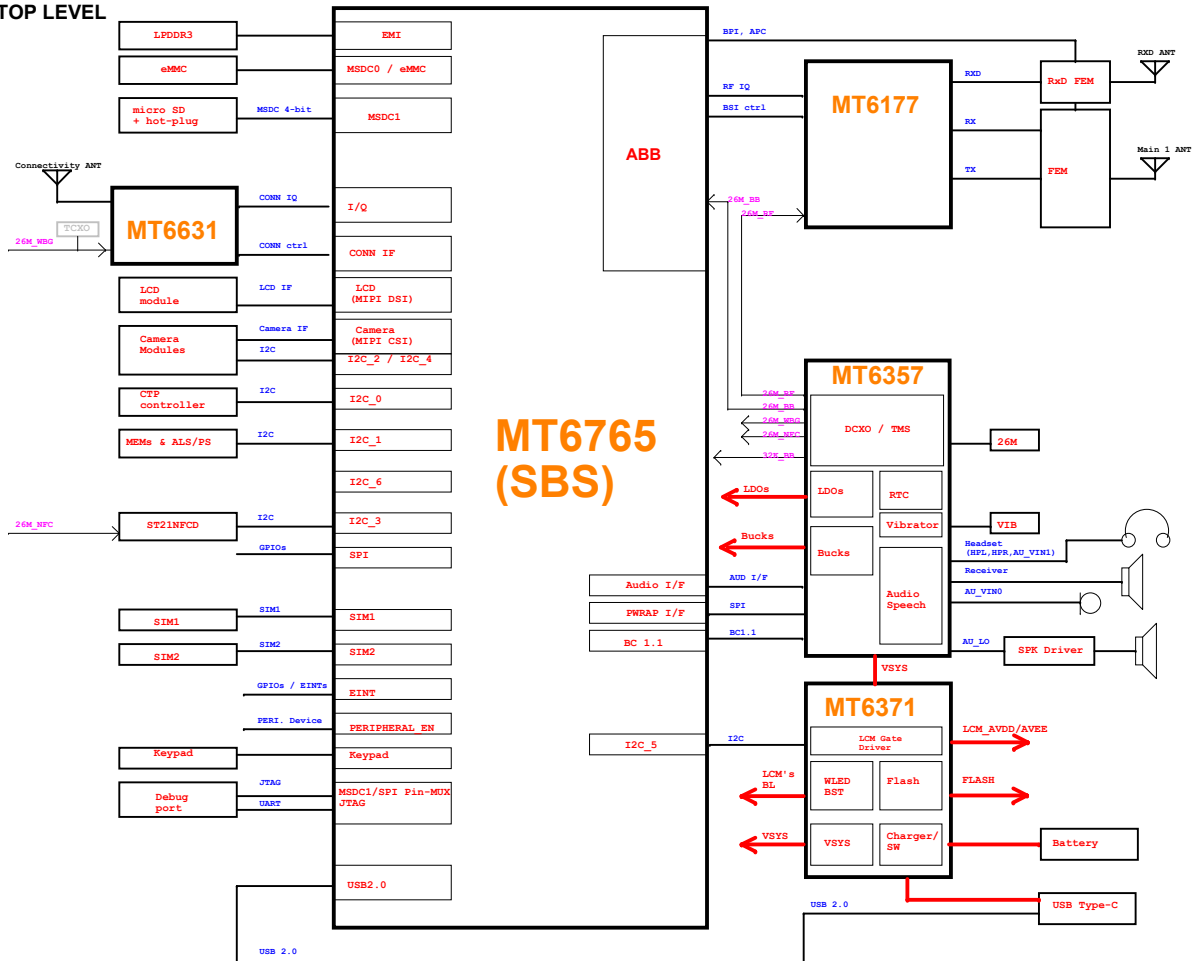 TOP LEVEL
LPDDR3
EMI
eMMC
MSDC0 / eMMC
micro SD
+ hot-plug
MSDC 4-bit
MSDC1
Connectivity ANT
TCXO
26M_WBG
MT6631
CONN IQ
I/Q
CONN ctrl
CONN IF
LCD
module
LCD IF
LCD
(MIPI DSI)
Camera
Modules
Camera IF
I2C
Camera
(MIPI CSI)
I2C_2 / I2C_4
CTP
controller
I2C
I2C_0
MEMs & ALS/PS
I2C
I2C_1
I2C_6
26M_NFC
ST21NFCD
I2C
I2C_3
GPIOs
SPI
SIM1
SIM1
SIM1
SIM2
SIM2
SIM2
GPIOs / EINTs
EINT
PERI. Device
PERIPHERAL EN
Keypad
Keypad
Debug
port
JTAG
UART
MSDC1/SPI Pin-MUX
JTAG
USB2.0
USB 2.0
MT6765
(SBS)
ABB
Audio I/F
PWRAP I/F
BC 1.1
I2C_5
BPI, APC
RF IQ
BSI ctrl
26M_BB
26M_RF
MT6177
RXD
RX
TX
RxD FEM
FEM
RXD ANT
Main 1 ANT
MT6357
26M_RF
26M_BB
26M_WBG
26M_NFC
32K_BB
DCXO / TMS
26M
LDOs
LDOs
RTC
Vibrator
VIB
Bucks
Bucks
Headset
(HPL,HPR,AU_VIN1)
Receiver
AU_VIN0
Audio
Speech
AUD I/F
SPI
BC1.1
AU_LO
SPK Driver
VSYS
MT6371
I2C
LCM Gate
Driver
LCM_AVDD/AVEE
LCM's
BL
WLED
BST
Flash
FLASH
VSYS
VSYS
Charger/
SW
Battery
USB Type-C
USB 2.0